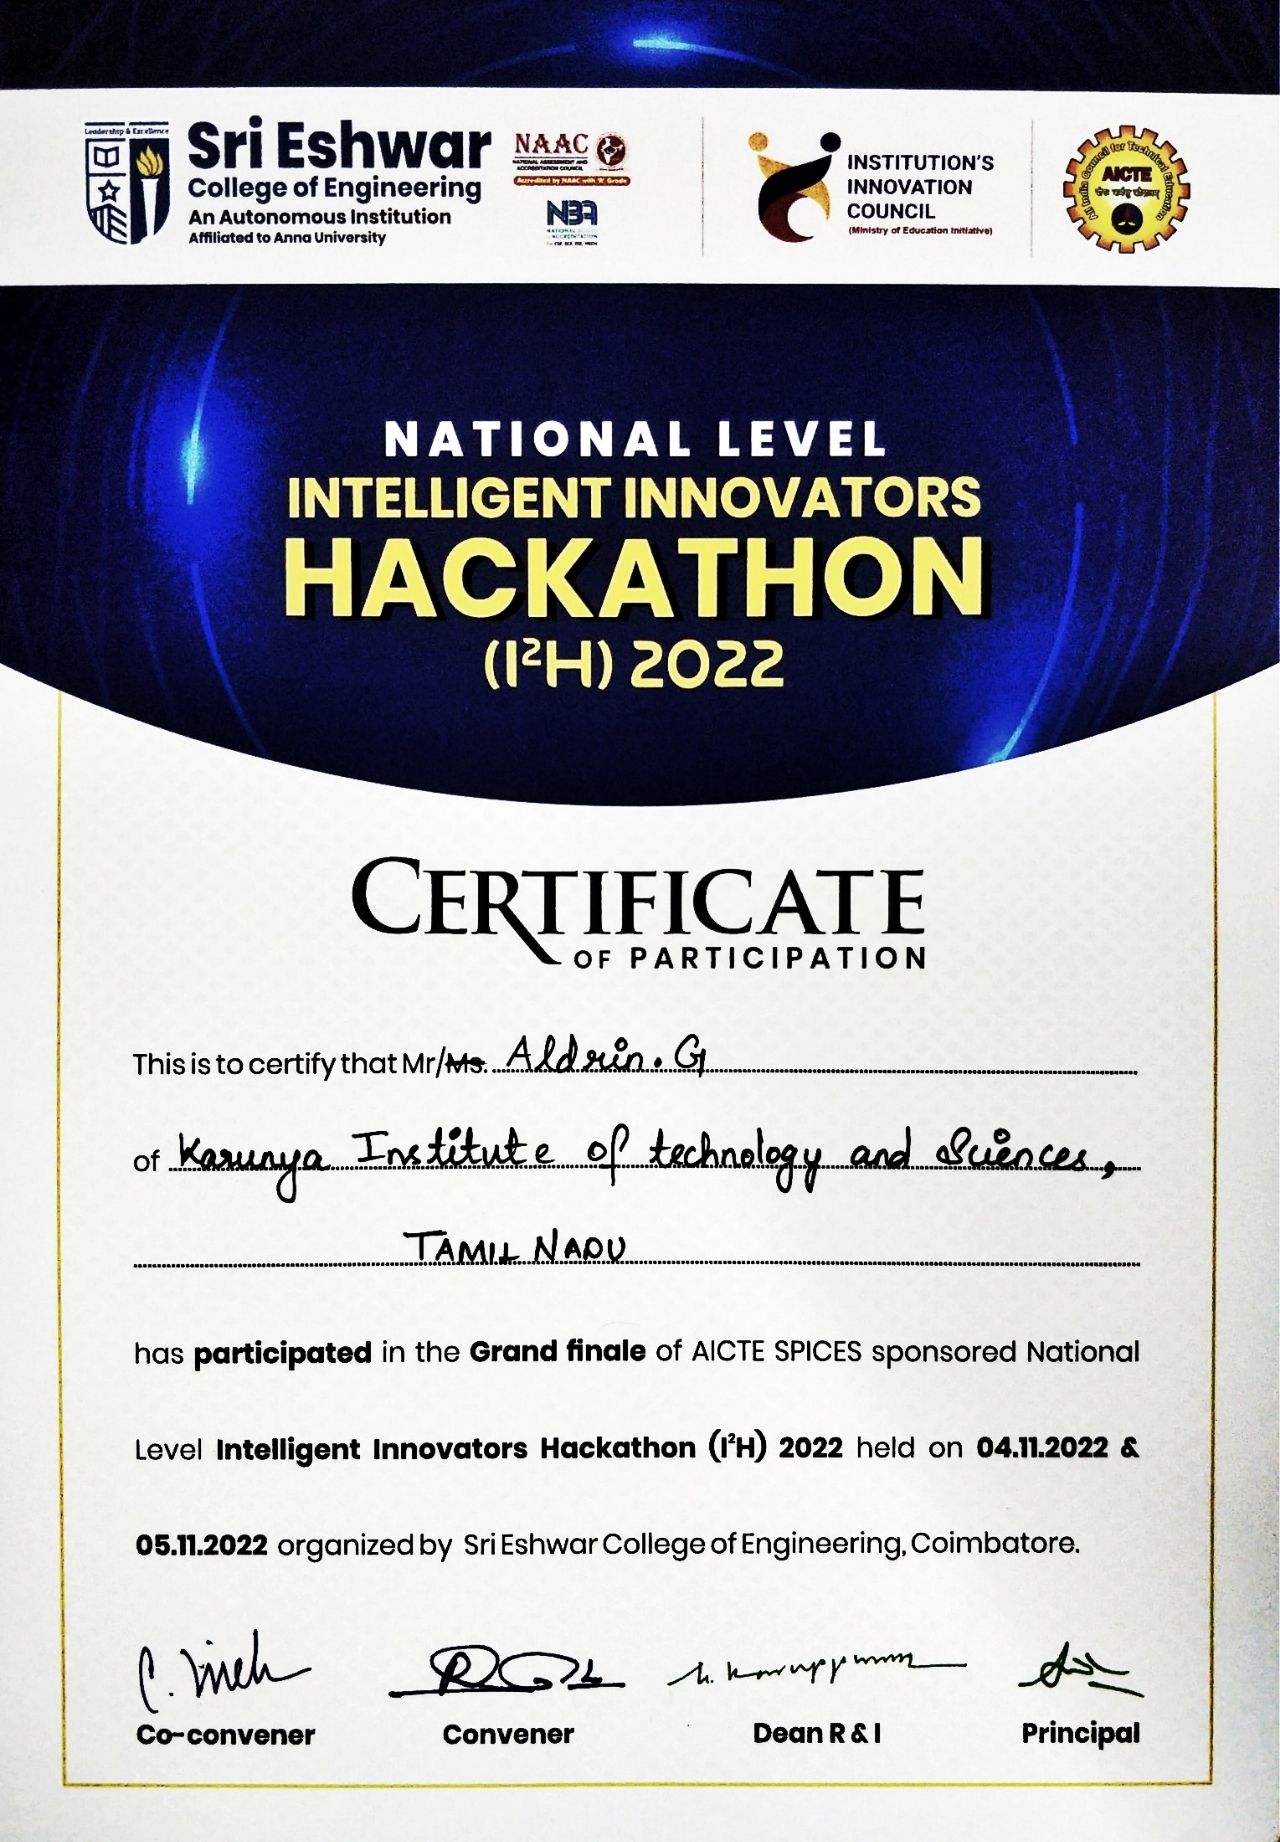 Leadership & Excellence
Sri Eshwar
College of Engineering
An Autonomous Institution
Affiliated to Anna University
NAAC
NATIONAL ASSESSMENT AND
ACCREDITATION COUNCIL
Accredited by NAAC with 'A' Grade
NBA
INSTITUTION'S
INNOVATION
COUNCIL
(Ministry of Education Initiative)
All India Council for Technical Education
AICTE
NATIONAL LEVEL
INTELLIGENT INNOVATORS
HACKATHON
(I²H) 2022
CERTIFICATE
OF PARTICIPATION
This is to certify that Mr/Ms. Aldrin. G
of Karunya Institute of technology and Sciences,
TAMIL NADU
has participated in the Grand finale of AICTE SPICES sponsored National
Level Intelligent Innovators Hackathon (I²H) 2022 held on 04.11.2022 &
05.11.2022 organized by Sri Eshwar College of Engineering, Coimbatore.
Co-convener Convener Dean R & I Principal